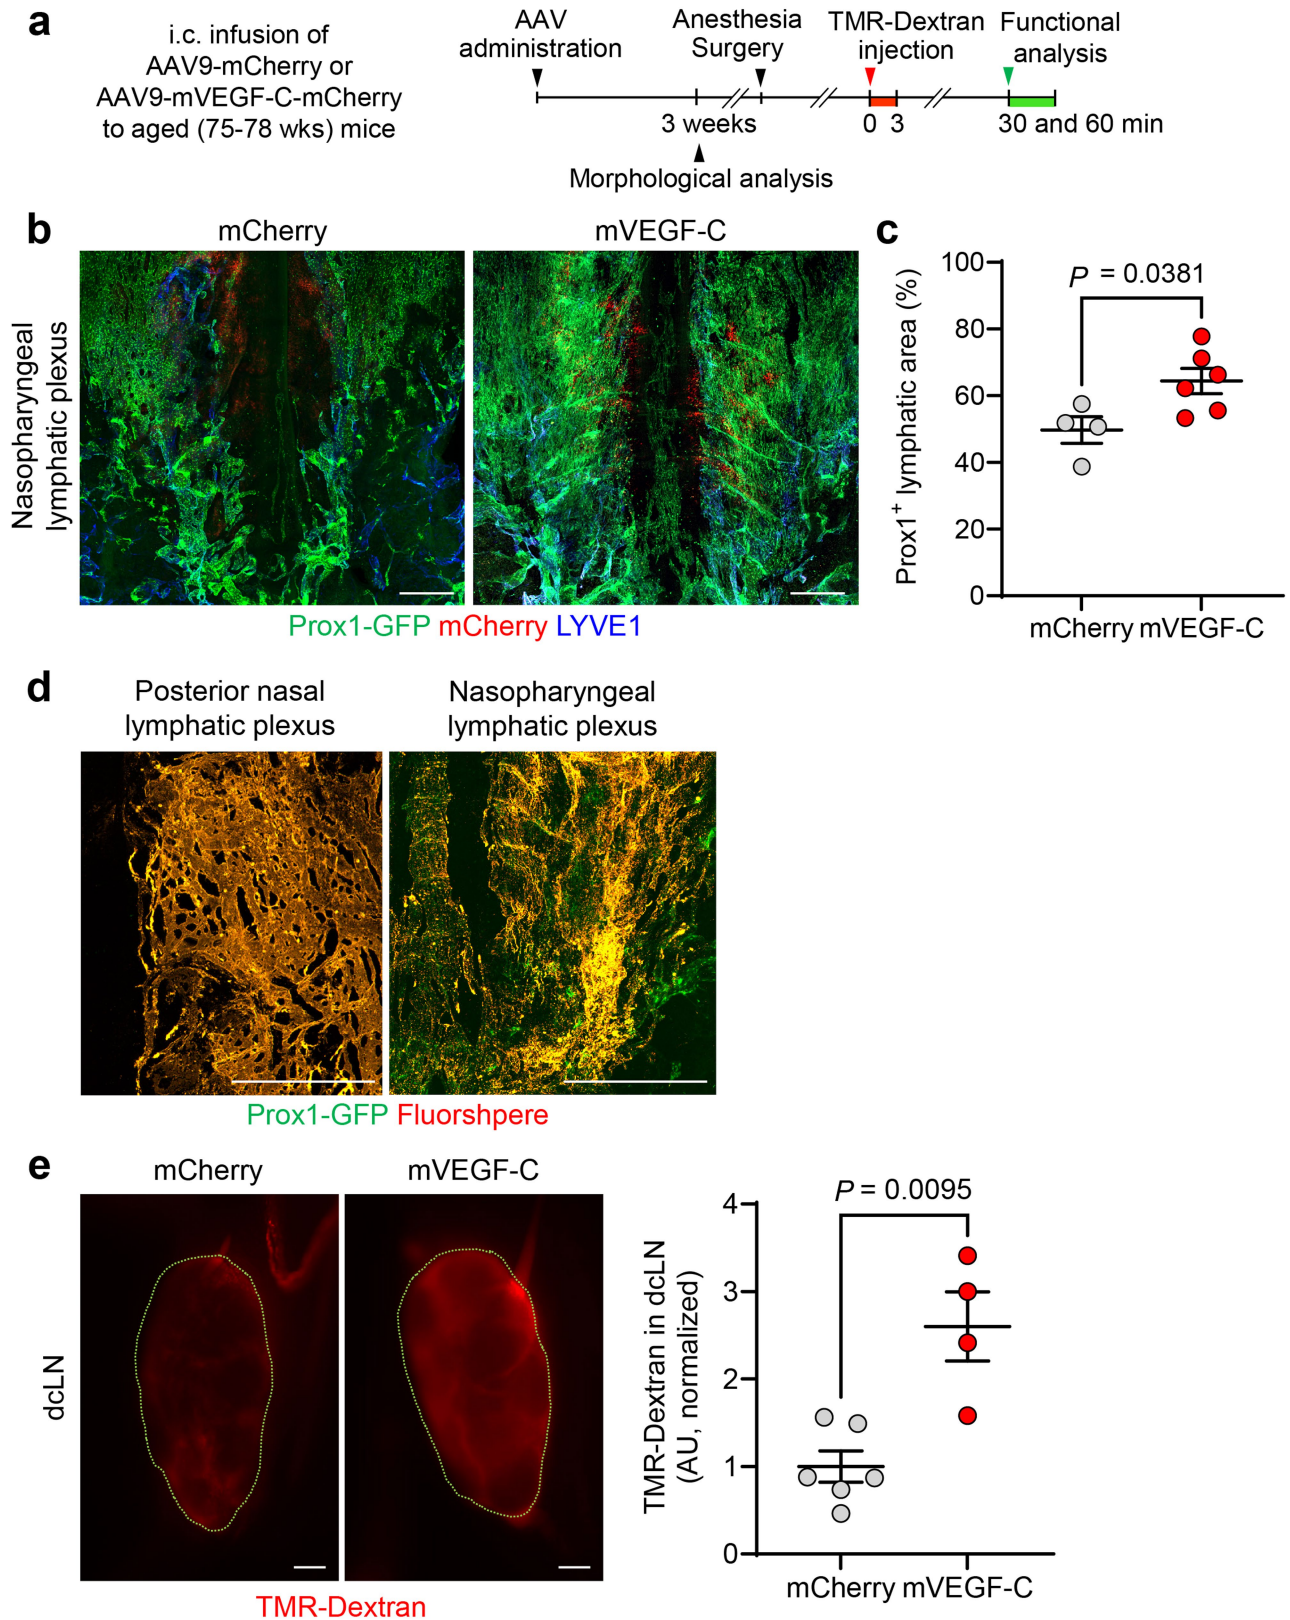 a
i.c. infusion of
AAV9-mCherry or
AAV9-mVEGF-C-mCherry
to aged (75-78 wks) mice
AAV
administration
Anesthesia
Surgery
TMR-Dextran
injection
Functional
analysis
3 weeks
0 3
30 and 60 min
Morphological analysis
b
mCherry
mVEGF-C
Nasopharyngeal
lymphatic plexus
Prox1-GFP mCherry LYVE1
c
P = 0.0381
Prox1+ lymphatic area (%)
100
80
60
40
20
0
mCherry mVEGF-C
d
Posterior nasal
lymphatic plexus
Nasopharyngeal
lymphatic plexus
Prox1-GFP Fluorshpere
e
mCherry
mVEGF-C
dcLN
TMR-Dextran
P = 0.0095
TMR-Dextran in dcLN
(AU, normalized)
4
3
2
1
0
mCherry mVEGF-C